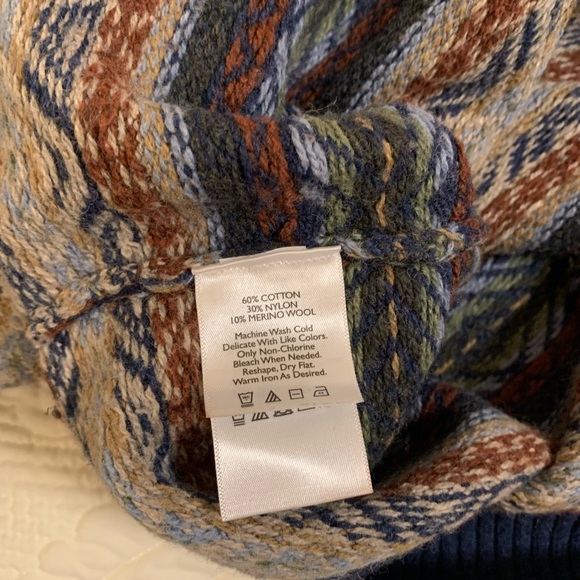 60% COTTON
30% NYLON
10% MERINO WOOL
Machine Wash Cold
Delicate With Like Colors.
Only Non-Chlorine
Bleach When Needed.
Reshape, Dry Flat.
Warm Iron As Desired.